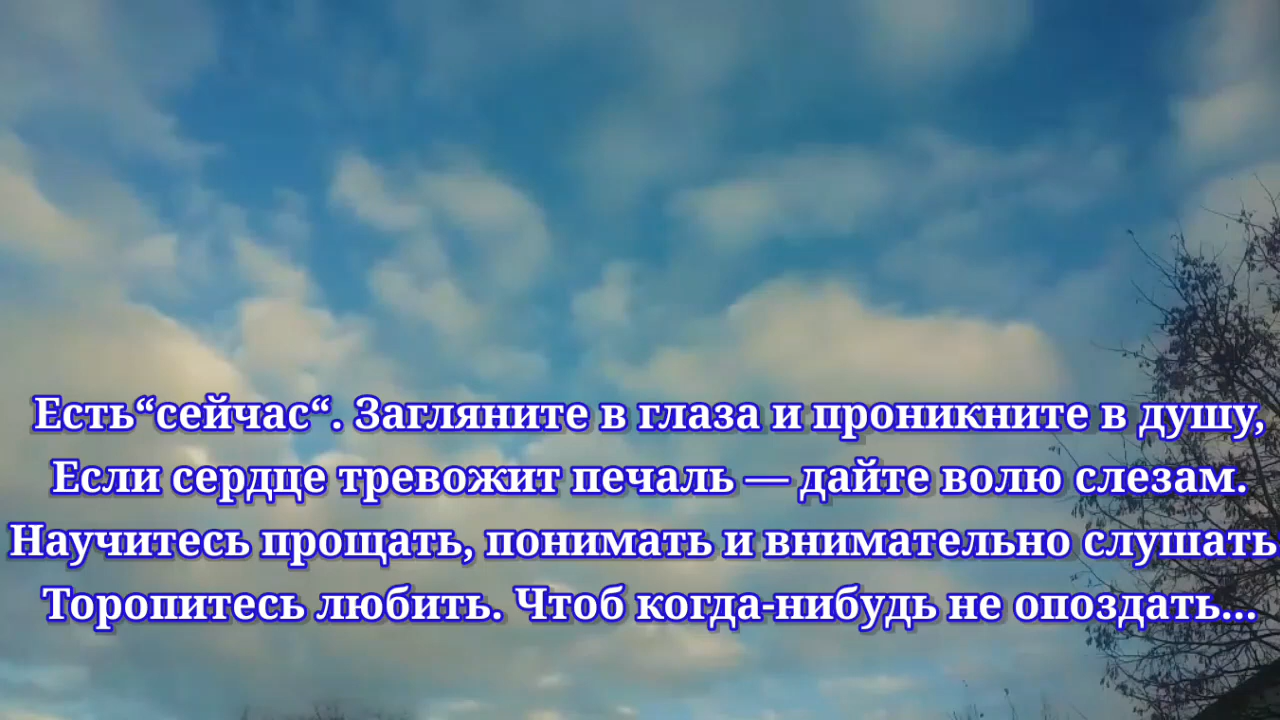 Есть“сейчас“. Загляните в глаза и проникните в душу,
Если сердце тревожит печаль — дайте волю слезам.
Научитесь прощать, понимать и внимательно слушать
Торопитесь любить. Чтоб когда-нибудь не опоздать...